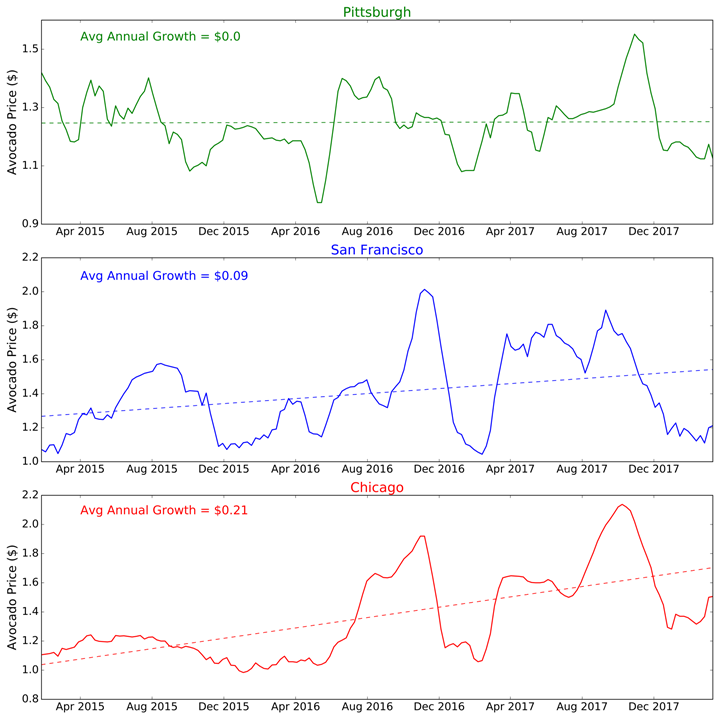 Pittsburgh
Avg Annual Growth = $0.0
Avocado Price ($)
1.5
1.3
1.1
0.9
Apr 2015 Aug 2015 Dec 2015 Apr 2016 Aug 2016 Dec 2016 Apr 2017 Aug 2017 Dec 2017
San Francisco
Avg Annual Growth = $0.09
Avocado Price ($)
2.2
2.0
1.8
1.6
1.4
1.2
1.0
Apr 2015 Aug 2015 Dec 2015 Apr 2016 Aug 2016 Dec 2016 Apr 2017 Aug 2017 Dec 2017
Chicago
Avg Annual Growth = $0.21
Avocado Price ($)
2.2
2.0
1.8
1.6
1.4
1.2
1.0
0.8
Apr 2015 Aug 2015 Dec 2015 Apr 2016 Aug 2016 Dec 2016 Apr 2017 Aug 2017 Dec 2017